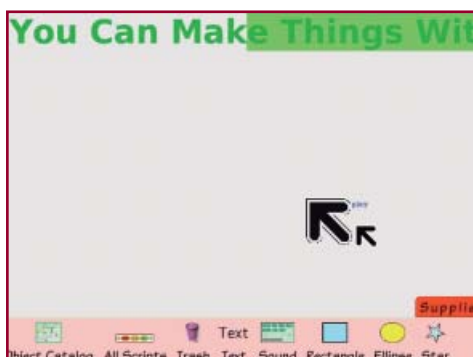 You Can Make Things Wit
Supplie
Text
Object Catalog All Scripts Trash Text Sound Rectangle Ellipse Star